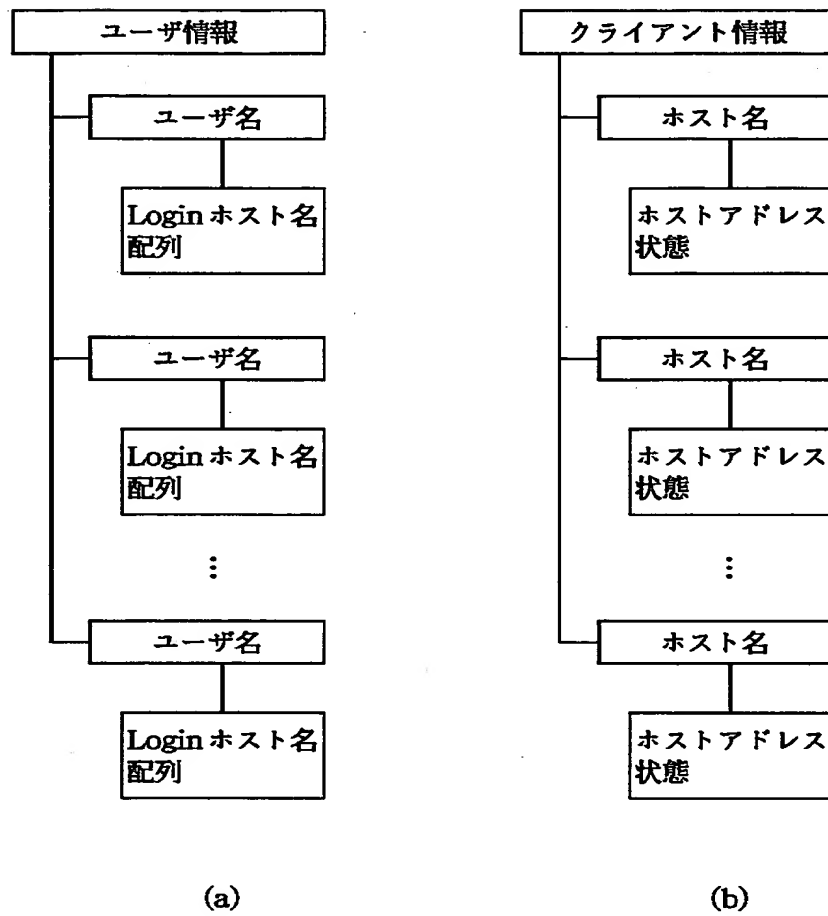 ユーザ情報
ユーザ名
Loginホスト名
配列
ユーザ名
Loginホスト名
配列
⋮
ユーザ名
Loginホスト名
配列
(a)
クライアント情報
ホスト名
ホストアドレス
状態
ホスト名
ホストアドレス
状態
⋮
ホスト名
ホストアドレス
状態
(b)